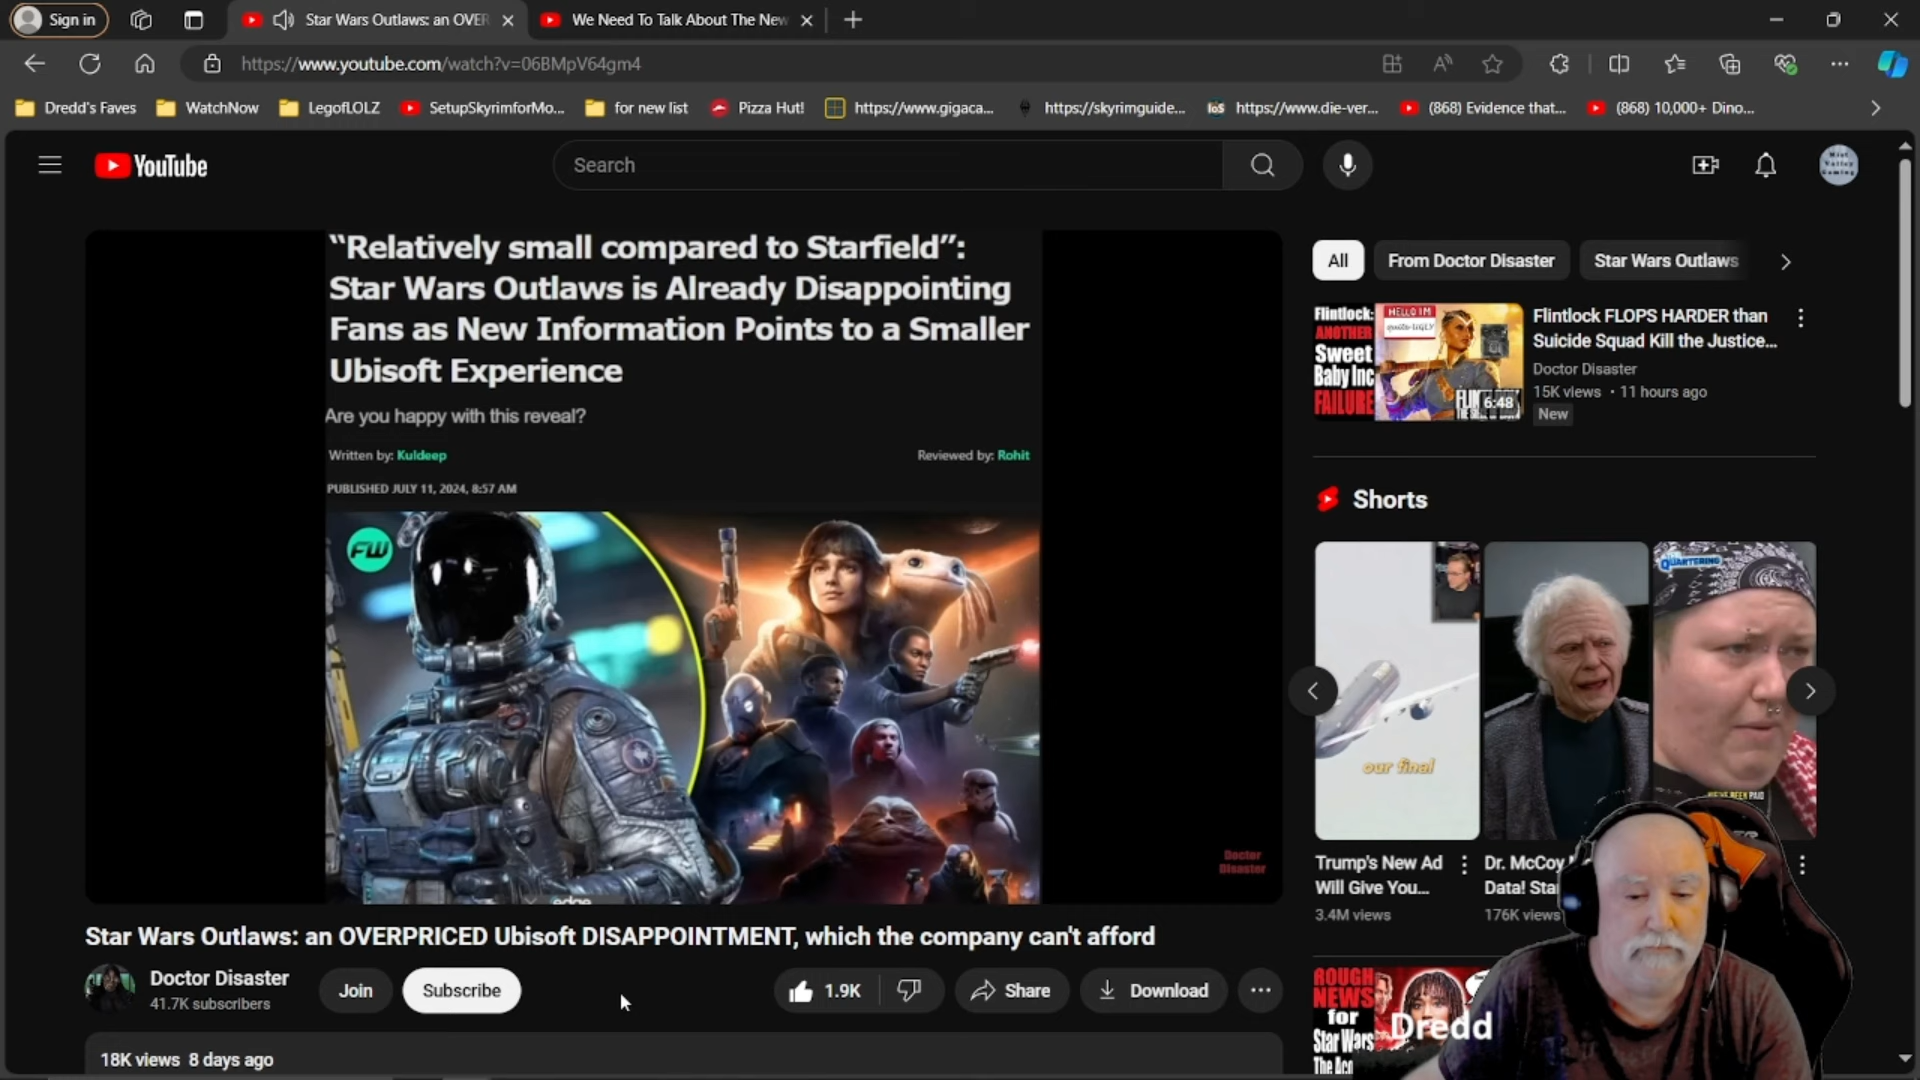 Sign in
Star Wars Outlaws: an OVER
We Need To Talk About The New
https://www.youtube.com/watch?v=06BMpV64gm4
Dredd's Faves
WatchNow
LegoflOLZ
SetupSkyrimforMo...
for new list
Pizza Hut!
https://www.gigaca...
https://skyrimguide...
https://www.die-ver...
(868) Evidence that...
(868) 10,000+ Dino...
YouTube
Search
Mist
Valley
Gaming
“Relatively small compared to Starfield”:
Star Wars Outlaws is Already Disappointing
Fans as New Information Points to a Smaller
Ubisoft Experience
Are you happy with this reveal?
Written by: Kuldeep
Reviewed by: Rohit
PUBLISHED JULY 11, 2024, 8:57 AM
FW
edge
Doctor
Disaster
Star Wars Outlaws: an OVERPRICED Ubisoft DISAPPOINTMENT, which the company can't afford
Doctor Disaster
41.7K subscribers
Join
Subscribe
1.9K
Share
Download
18K views 8 days ago
All
From Doctor Disaster
Star Wars Outlaws
Flintlock:
ANOTHER
Sweet
Baby Inc
FAILURE
HELLO I'M
quite UGLY
6:48
Flintlock FLOPS HARDER than
Suicide Squad Kill the Justice...
Doctor Disaster
15K views • 11 hours ago
New
Shorts
our final
QUARTERING
Trump's New Ad
Will Give You...
3.4M views
Dr. McCoy
Data! Sta
176K views
ROUGH
NEWS
for
Star Wars
The Aco
Dredd